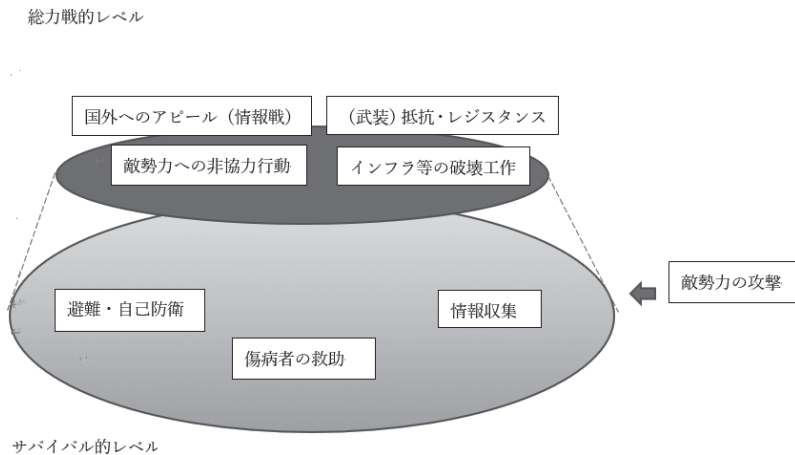 総力戦的レベル
国外へのアピール（情報戦）
（武装）抵抗・レジスタンス
敵勢力への非協力行動
インフラ等の破壊工作
敵勢力の攻撃
避難・自己防衛
情報収集
傷病者の救助
サバイバル的レベル